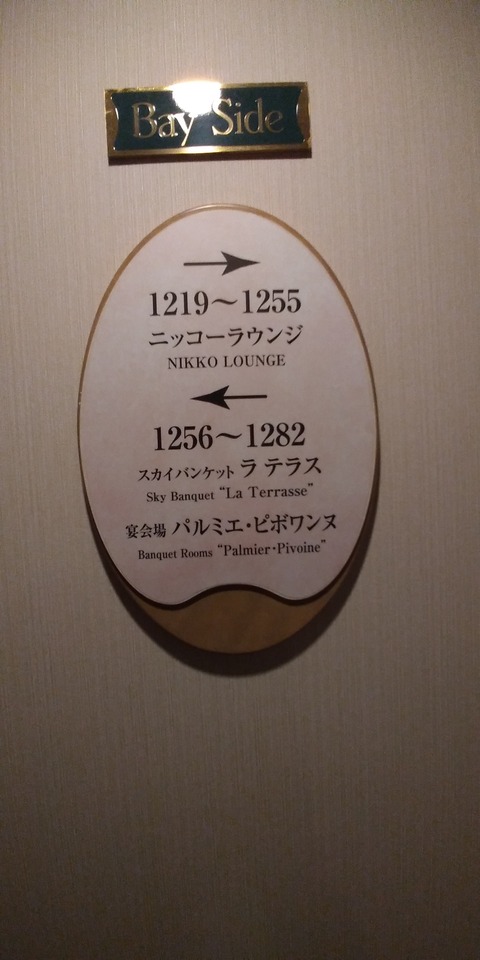 Bay Side
→
1219～1255
ニッコーラウンジ
NIKKO LOUNGE
←
1256～1282
スカイバンケット ラ テラス
Sky Banquet “La Terrasse”
宴会場 パルミエ・ピボワンヌ
Banquet Rooms “Palmier・Pivoine”